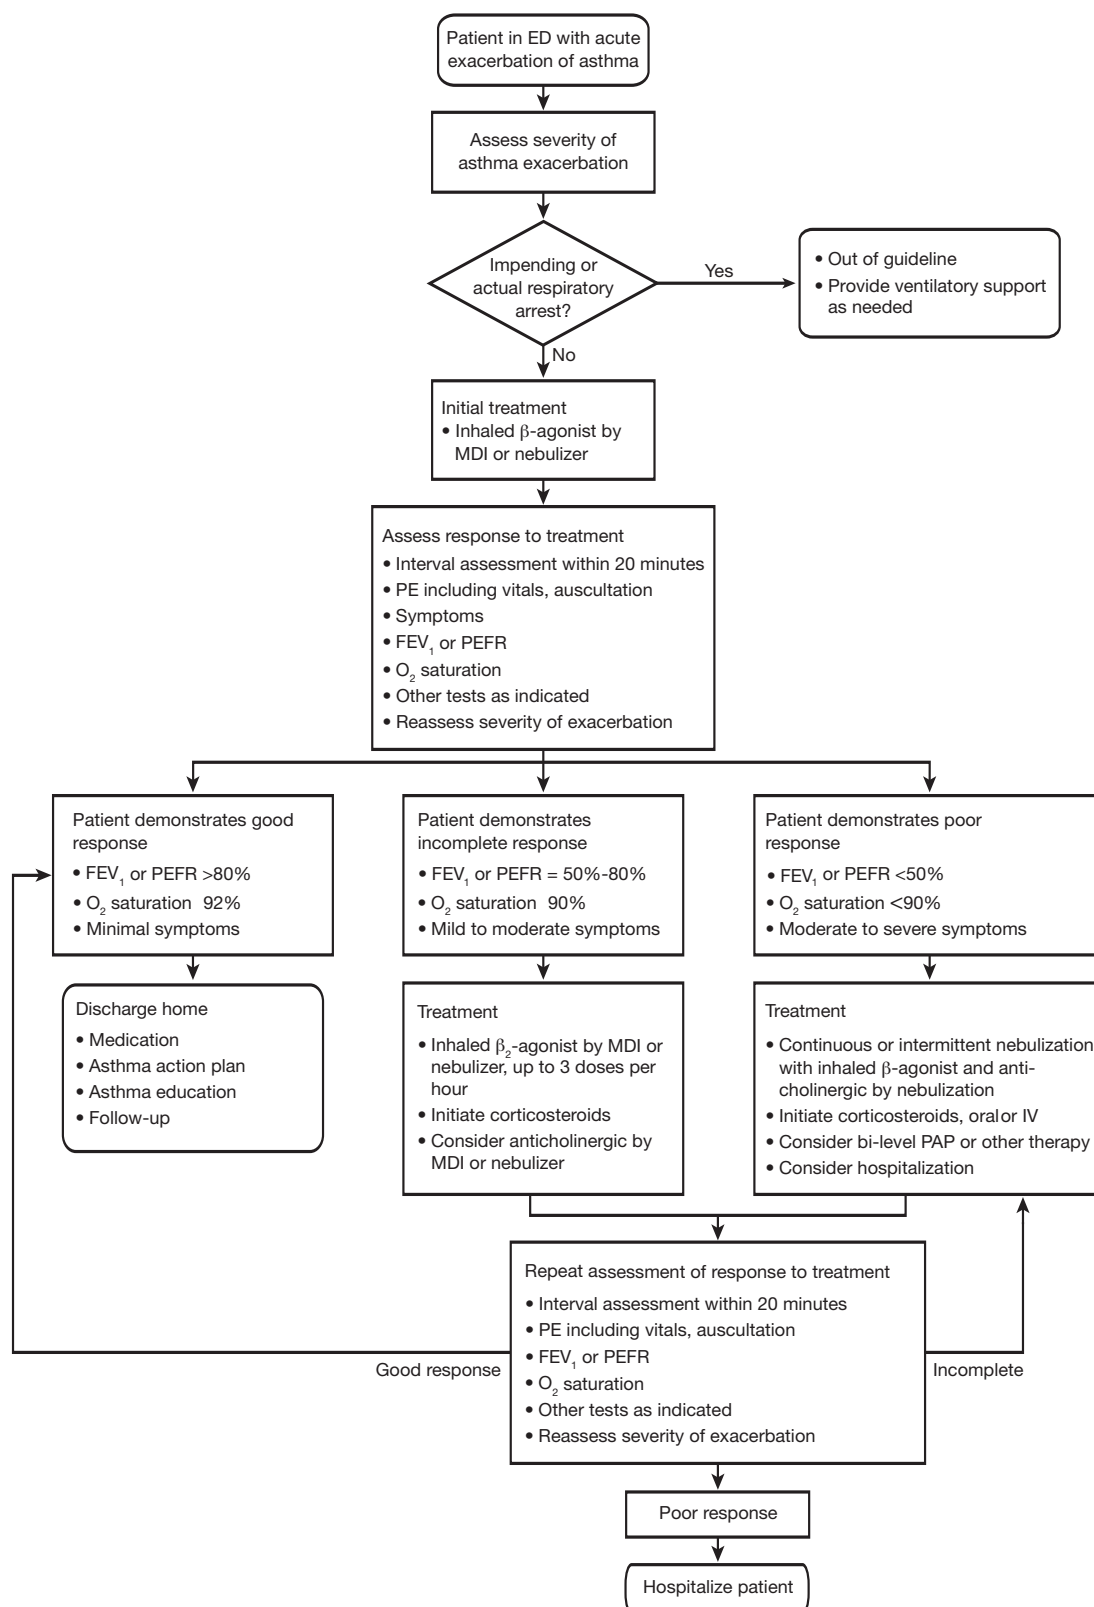 Patient in ED with acute
exacerbation of asthma
Assess severity of
asthma exacerbation
Impending or
actual respiratory
arrest?
Yes
• Out of guideline
• Provide ventilatory support
as needed
No
Initial treatment
• Inhaled β-agonist by
MDI or nebulizer
Assess response to treatment
• Interval assessment within 20 minutes
• PE including vitals, auscultation
• Symptoms
• FEV₁ or PEFR
• O₂ saturation
• Other tests as indicated
• Reassess severity of exacerbation
Patient demonstrates good
response
• FEV₁ or PEFR >80%
• O₂ saturation 92%
• Minimal symptoms
Patient demonstrates
incomplete response
• FEV₁ or PEFR = 50%-80%
• O₂ saturation 90%
• Mild to moderate symptoms
Patient demonstrates poor
response
• FEV₁ or PEFR <50%
• O₂ saturation <90%
• Moderate to severe symptoms
Discharge home
• Medication
• Asthma action plan
• Asthma education
• Follow-up
Treatment
• Inhaled β₂-agonist by MDI or
nebulizer, up to 3 doses per
hour
• Initiate corticosteroids
• Consider anticholinergic by
MDI or nebulizer
Treatment
• Continuous or intermittent nebulization
with inhaled β-agonist and anti-
cholinergic by nebulization
• Initiate corticosteroids, oral or IV
• Consider bi-level PAP or other therapy
• Consider hospitalization
Repeat assessment of response to treatment
• Interval assessment within 20 minutes
• PE including vitals, auscultation
• FEV₁ or PEFR
• O₂ saturation
• Other tests as indicated
• Reassess severity of exacerbation
Good response
Incomplete
Poor response
Hospitalize patient